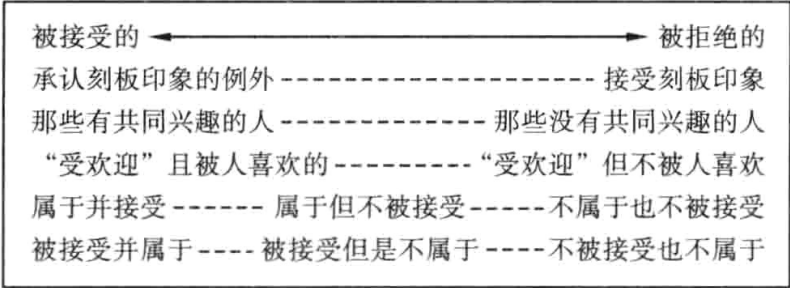 被接受的 ←→ 被拒绝的
承认刻板印象的例外----------------------接受刻板印象
那些有共同兴趣的人--------------那些没有共同兴趣的人
“受欢迎”且被人喜欢的---------“受欢迎”但不被人喜欢
属于并接受------属于但不被接受-----不属于也不被接受
被接受并属于----被接受但是不属于----不被接受也不属于